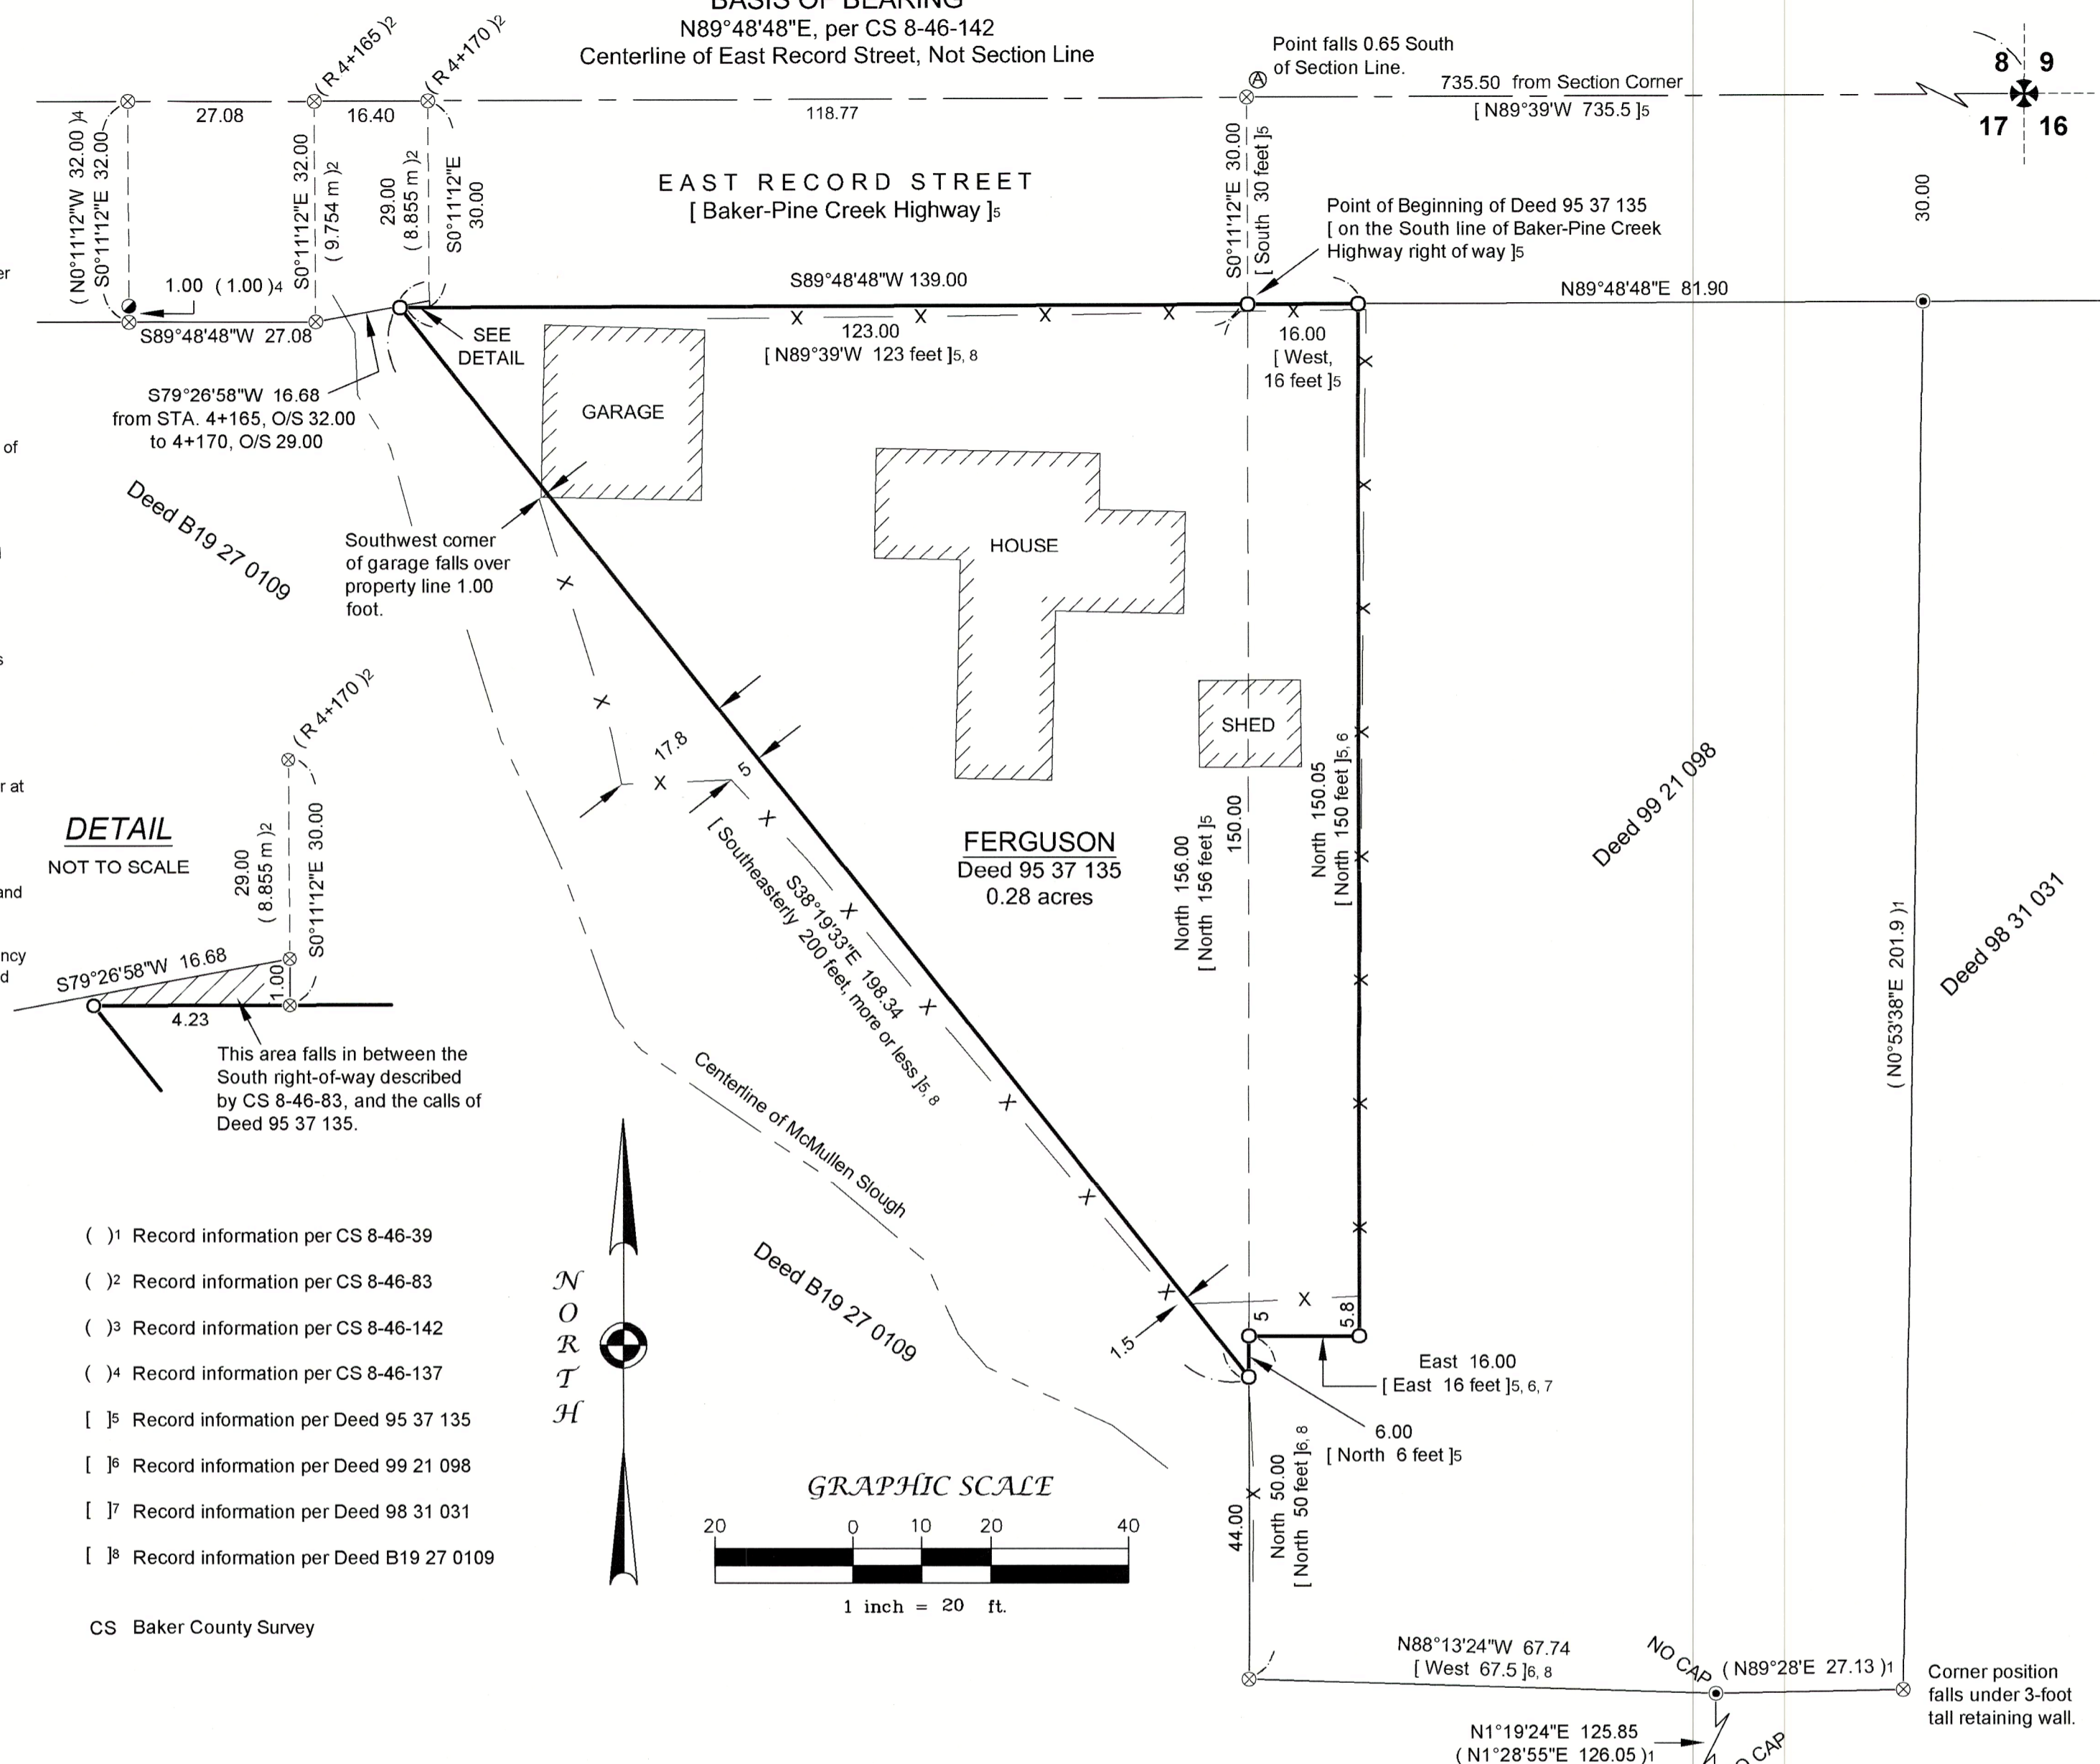 BASIS OF BEARING
N89°48'48"E, per CS 8-46-142
Centerline of East Record Street, Not Section Line
( R 4+165 )2
( R 4+170 )2
Point falls 0.65 South
of Section Line.
A
735.50 from Section Corner
[ N89°39'W 735.5 ]5
8 9
17 16
27.08
16.40
118.77
( N0°11'12"W 32.00 )4
S0°11'12"E 32.00
S0°11'12"E 32.00
( 9.754 m )2
29.00
( 8.855 m )2
S0°11'12"E
30.00
EAST RECORD STREET
[ Baker-Pine Creek Highway ]5
S0°11'12"E 30.00
[ South 30 feet ]5
Point of Beginning of Deed 95 37 135
[ on the South line of Baker-Pine Creek
Highway right of way ]5
30.00
er
1.00 ( 1.00 )4
S89°48'48"W 139.00
N89°48'48"E 81.90
S89°48'48"W 27.08
SEE
DETAIL
123.00
[ N89°39'W 123 feet ]5, 8
16.00
[ West,
16 feet ]5
S79°26'58"W 16.68
from STA. 4+165, O/S 32.00
to 4+170, O/S 29.00
of
GARAGE
Deed B19 27 0109
Southwest corner
of garage falls over
property line 1.00
foot.
HOUSE
SHED
s
( R 4+170 )2
17.8
5
r at
DETAIL
NOT TO SCALE
29.00
( 8.855 m )2
S0°11'12"E 30.00
and
ncy
d
S79°26'58"W 16.68
1.00
4.23
This area falls in between the
South right-of-way described
by CS 8-46-83, and the calls of
Deed 95 37 135.
S38°19'33"E 198.34
[ Southeasterly 200 feet, more or less ]5, 8
FERGUSON
Deed 95 37 135
0.28 acres
North 156.00
[ North 156 feet ]5
150.00
North 150.05
[ North 150 feet ]5, 6
Deed 99 21 098
( N0°53'38"E 201.9 )1
Deed 98 31 031
Centerline of McMullen Slough
Deed B19 27 0109
1.5
5
5.8
East 16.00
[ East 16 feet ]5, 6, 7
6.00
[ North 6 feet ]5
44.00
North 50.00
[ North 50 feet ]6, 8
( )1 Record information per CS 8-46-39
( )2 Record information per CS 8-46-83
( )3 Record information per CS 8-46-142
( )4 Record information per CS 8-46-137
[ ]5 Record information per Deed 95 37 135
[ ]6 Record information per Deed 99 21 098
[ ]7 Record information per Deed 98 31 031
[ ]8 Record information per Deed B19 27 0109
CS Baker County Survey
NORTH
GRAPHIC SCALE
20 0 10 20 40
1 inch = 20 ft.
N88°13'24"W 67.74
[ West 67.5 ]6, 8
NO CAP
( N89°28'E 27.13 )1
Corner position
falls under 3-foot
tall retaining wall.
N1°19'24"E 125.85
( N1°28'55"E 126.05 )1
O CAP